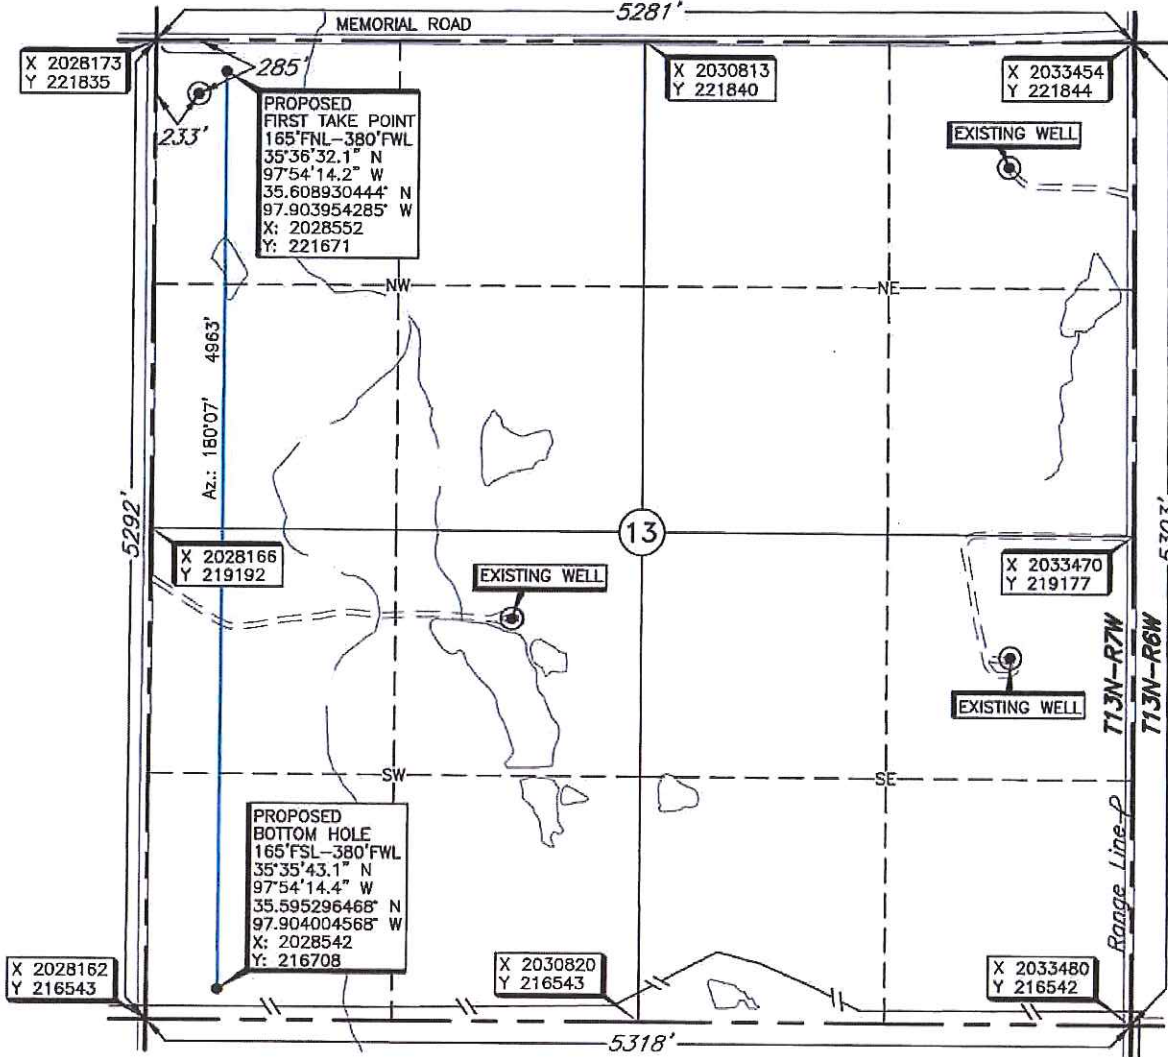 5281'
MEMORIAL ROAD
X 2028173
Y 221835
285'
233'
X 2030813
Y 221840
X 2033454
Y 221844
PROPOSED
FIRST TAKE POINT
165'FNL-380'FWL
35°36'32.1" N
97°54'14.2" W
35.608930444° N
97.903954285° W
X: 2028552
Y: 221671
EXISTING WELL
NW
NE
Az.: 180°07' 4963'
5292'
13
5303'
X 2028166
Y 219192
EXISTING WELL
X 2033470
Y 219177
T13N-R7W
T13N-R6W
EXISTING WELL
SW
SE
PROPOSED
BOTTOM HOLE
165'FSL-380'FWL
35°35'43.1" N
97°54'14.4" W
35.595296468° N
97.904004568° W
X: 2028542
Y: 216708
Range Line
X 2028162
Y 216543
X 2030820
Y 216543
X 2033480
Y 216542
5318'